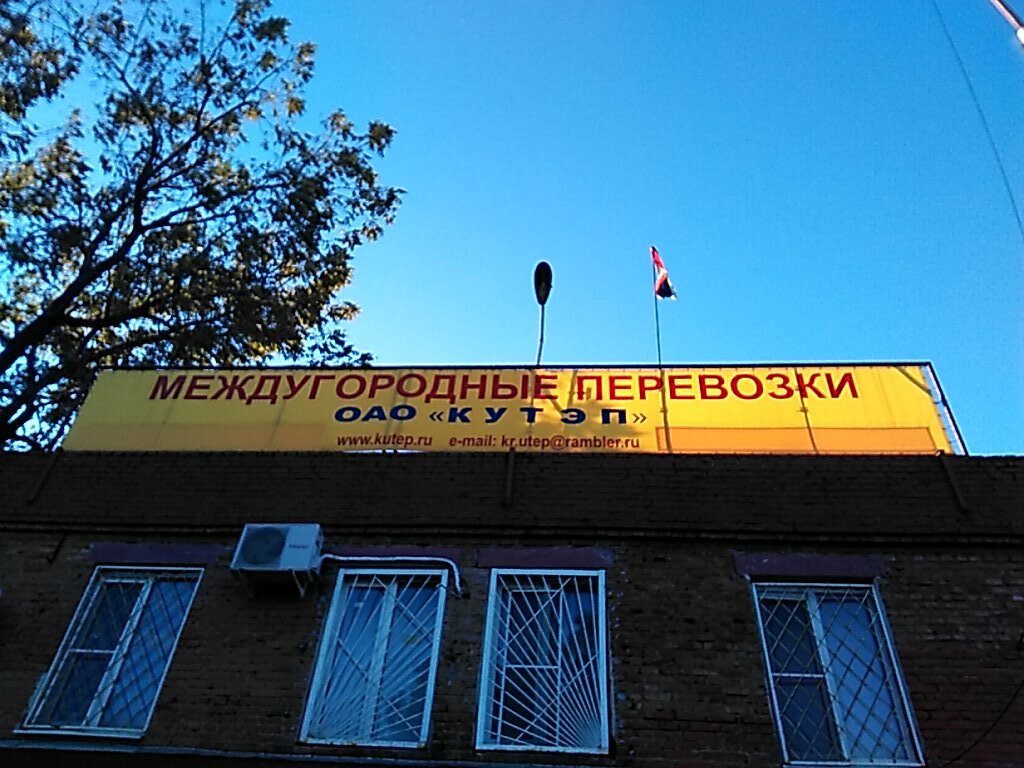 МЕЖДУГОРОДНЫЕ ПЕРЕВОЗКИ
ОАО «КУТЭП»
www.kutep.ru e-mail: kr.utep@rambler.ru